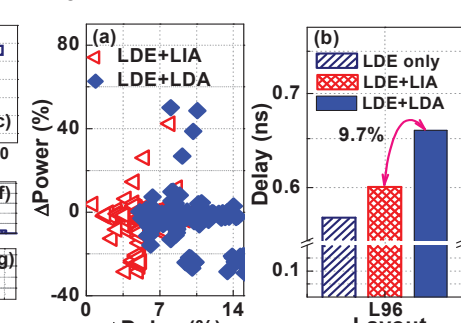 c)
0
f)
g)
(a)
LDE+LIA
LDE+LDA
80
40
0
-40
ΔPower (%)
0 7 14
(b)
LDE only
LDE+LIA
LDE+LDA
9.7%
0.7
0.6
0.1
Delay (ns)
L96